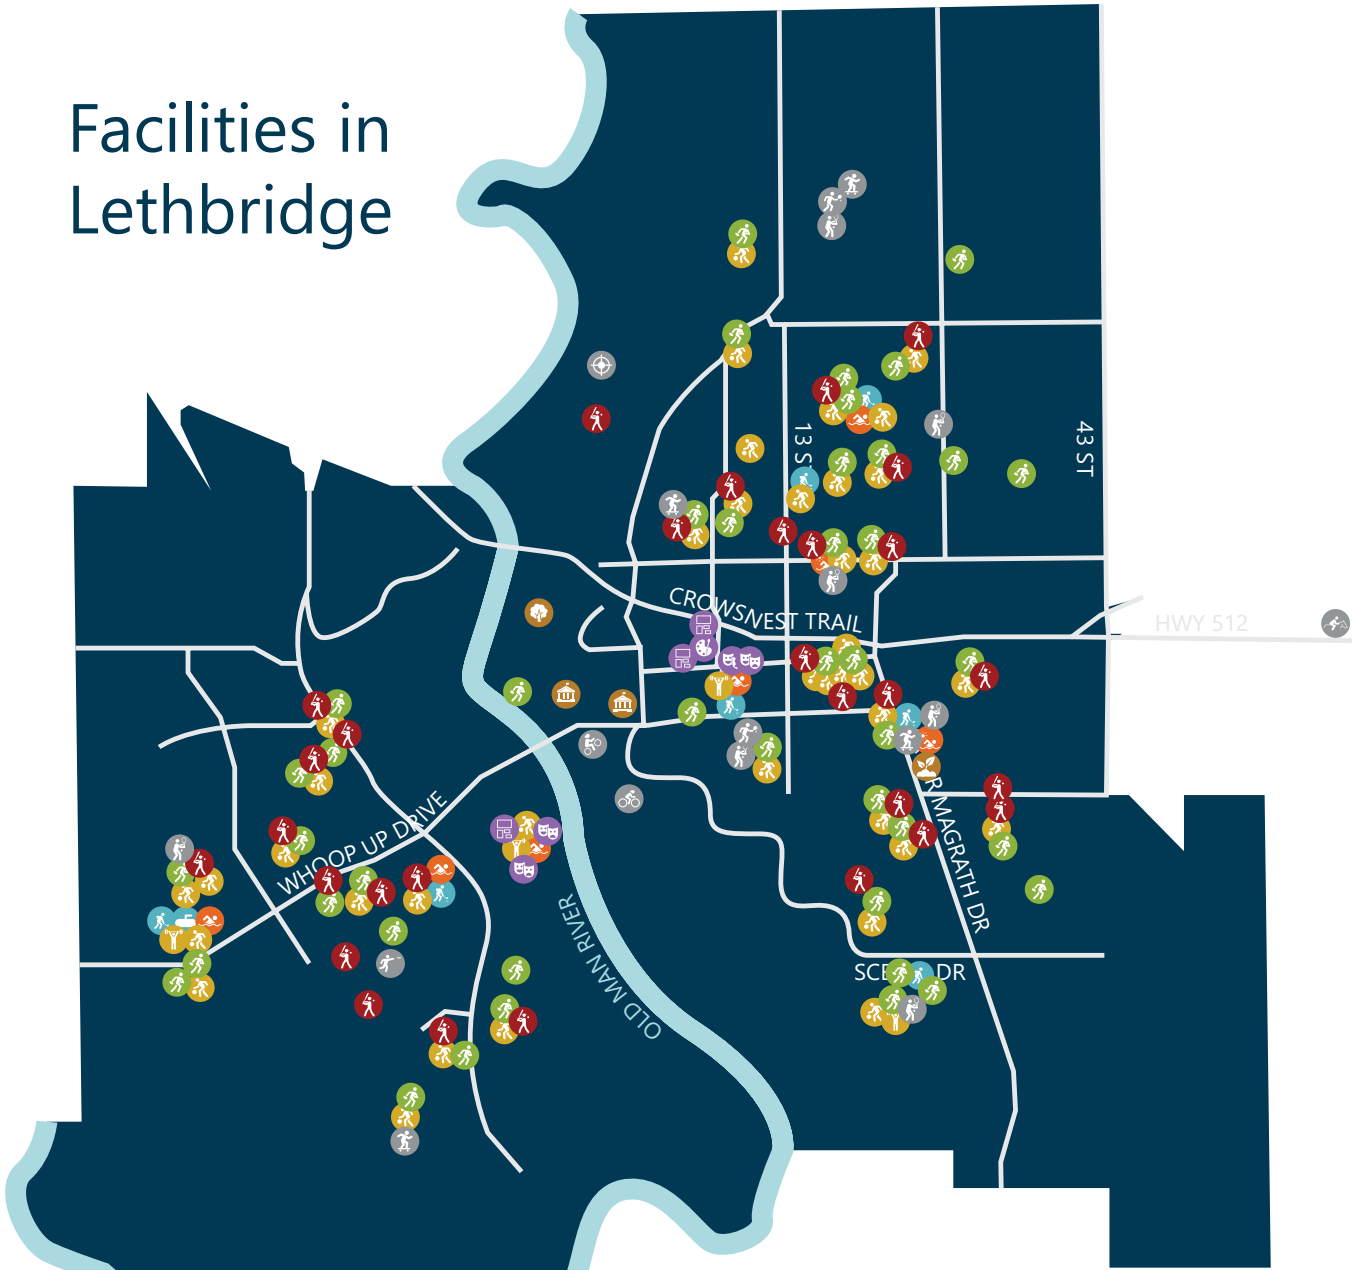 Facilities in
Lethbridge
13 S
43 ST
CROWSNEST TRAIL
HWY 512
WHOOP UP DRIVE
R MAGRATH DR
OLD MAN RIVER
SCE DR